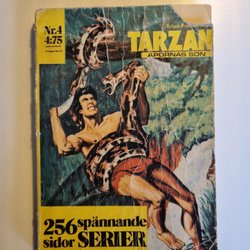 Nr.4
4:75
TARZAN
APORNAS SON
256 spännande
sidor SERIER